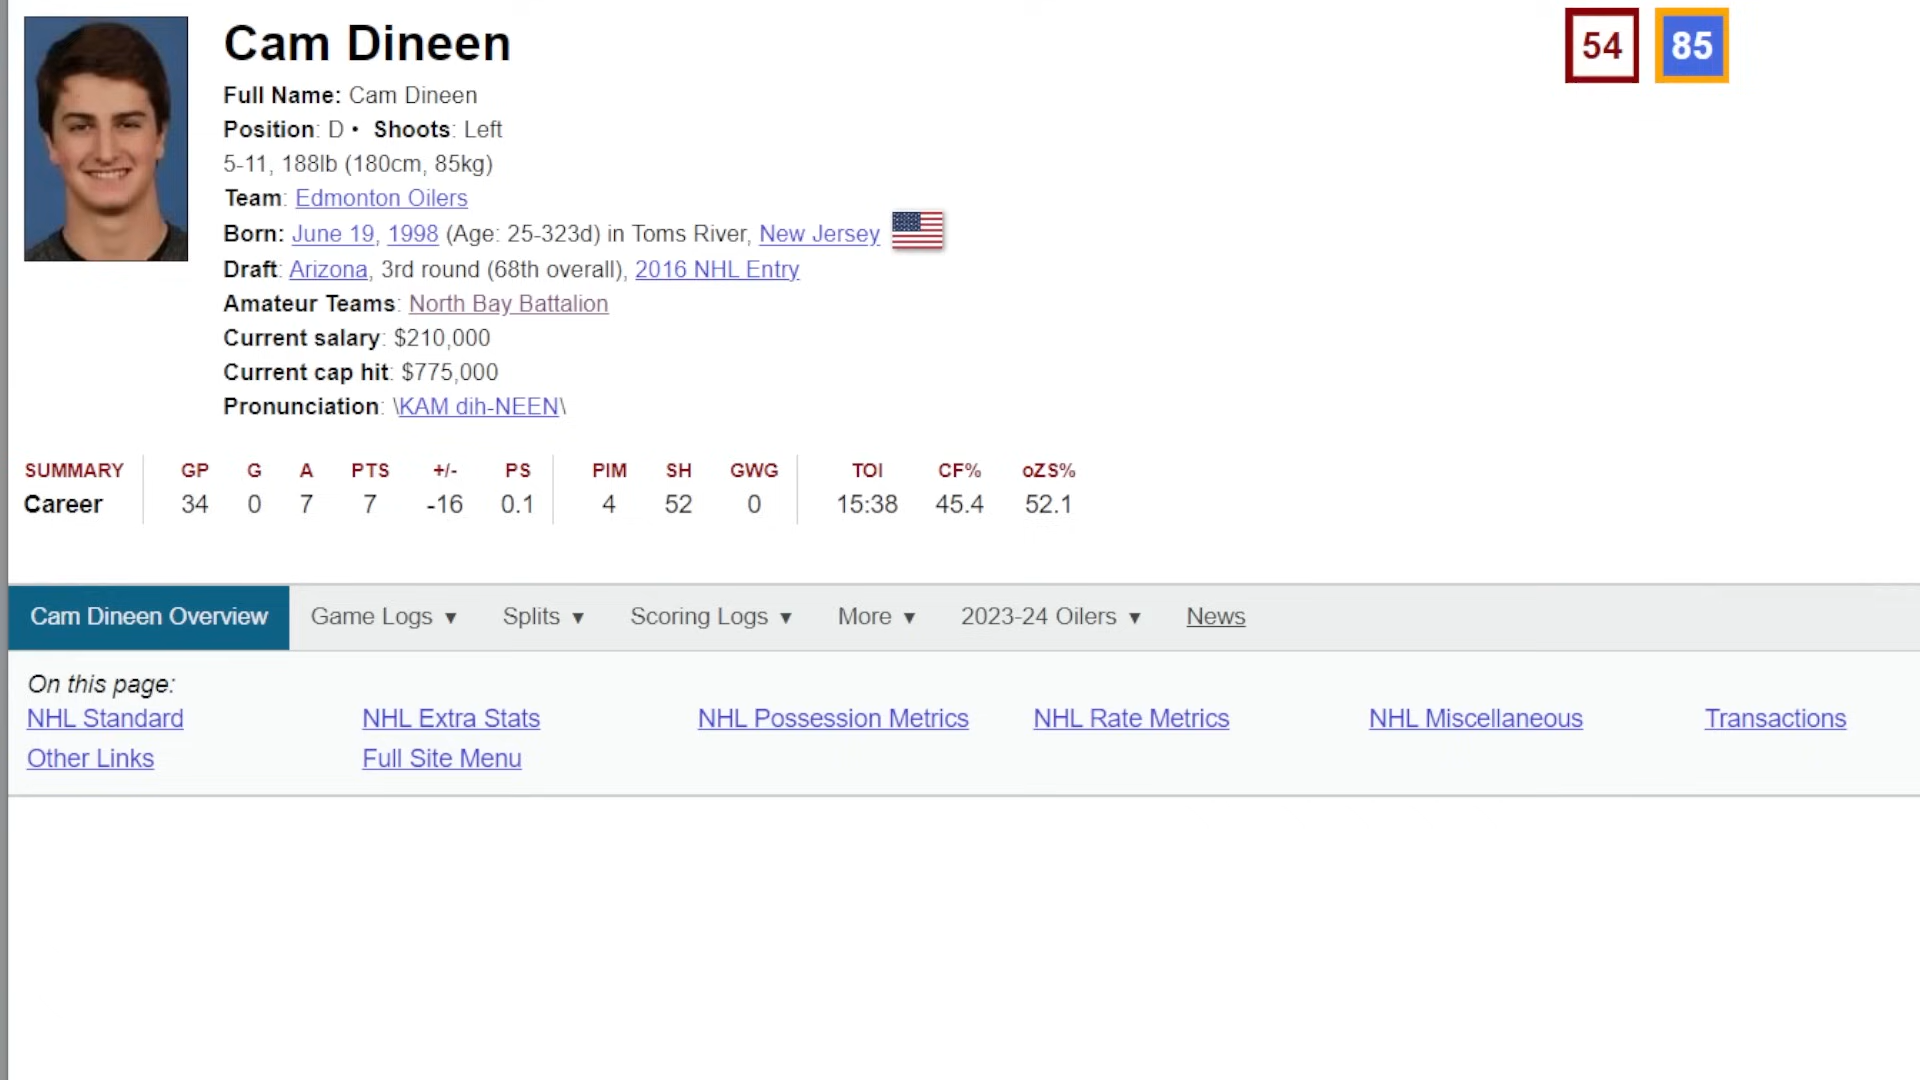 Cam Dineen
54 85
Full Name: Cam Dineen
Position: D • Shoots: Left
5-11, 188lb (180cm, 85kg)
Team: Edmonton Oilers
Born: June 19, 1998 (Age: 25-323d) in Toms River, New Jersey
Draft: Arizona, 3rd round (68th overall), 2016 NHL Entry
Amateur Teams: North Bay Battalion
Current salary: $210,000
Current cap hit: $775,000
Pronunciation: \KAM dih-NEEN\
SUMMARY GP G A PTS +/- PS PIM SH GWG TOI CF% oZS%
Career 34 0 7 7 -16 0.1 4 52 0 15:38 45.4 52.1
Cam Dineen Overview Game Logs ▼ Splits ▼ Scoring Logs ▼ More ▼ 2023-24 Oilers ▼ News
On this page:
NHL Standard NHL Extra Stats NHL Possession Metrics NHL Rate Metrics NHL Miscellaneous Transactions
Other Links Full Site Menu